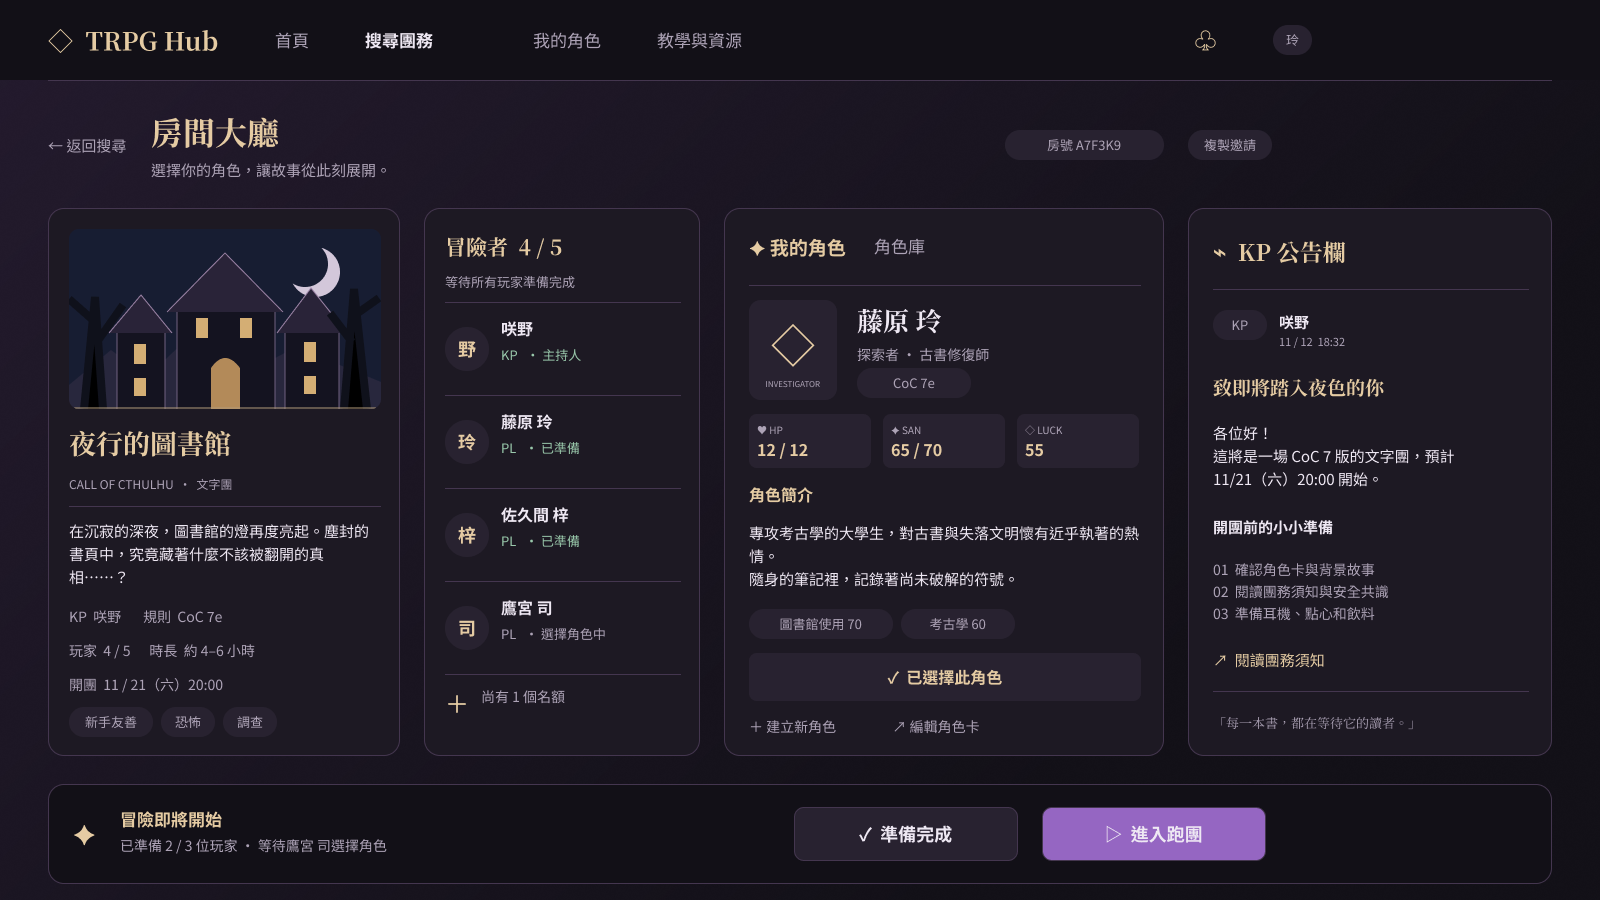 TRPG Hub
首頁
搜尋團務
我的角色
教學與資源
玲
← 返回搜尋
房間大廳
選擇你的角色，讓故事從此刻展開。
房號 A7F3K9
複製邀請
夜行的圖書館
CALL OF CTHULHU ・ 文字團
在沉寂的深夜，圖書館的燈再度亮起。塵封的
書頁中，究竟藏著什麼不該被翻開的真
相⋯⋯？
KP 咲野 規則 CoC 7e
玩家 4 / 5 時長 約 4–6 小時
開團 11 / 21（六）20:00
新手友善
恐怖
調查
冒險者 4 / 5
等待所有玩家準備完成
野
咲野
KP ・ 主持人
玲
藤原 玲
PL ・ 已準備
梓
佐久間 梓
PL ・ 已準備
司
鷹宮 司
PL ・ 選擇角色中
＋ 尚有 1 個名額
✦ 我的角色
角色庫
INVESTIGATOR
藤原 玲
探索者 ・ 古書修復師
CoC 7e
♥ HP
12 / 12
✦ SAN
65 / 70
◇ LUCK
55
角色簡介
專攻考古學的大學生，對古書與失落文明懷有近乎執著的熱
情。
隨身的筆記裡，記錄著尚未破解的符號。
圖書館使用 70
考古學 60
✓ 已選擇此角色
＋ 建立新角色
↗ 編輯角色卡
⌁ KP 公告欄
KP
咲野
11 / 12 18:32
致即將踏入夜色的你
各位好！
這將是一場 CoC 7 版的文字團，預計
11/21（六）20:00 開始。
開團前的小小準備
01 確認角色卡與背景故事
02 閱讀團務須知與安全共識
03 準備耳機、點心和飲料
↗ 閱讀團務須知
「每一本書，都在等待它的讀者。」
✦
冒險即將開始
已準備 2 / 3 位玩家 ・ 等待鷹宮 司選擇角色
✓ 準備完成
▷ 進入跑團